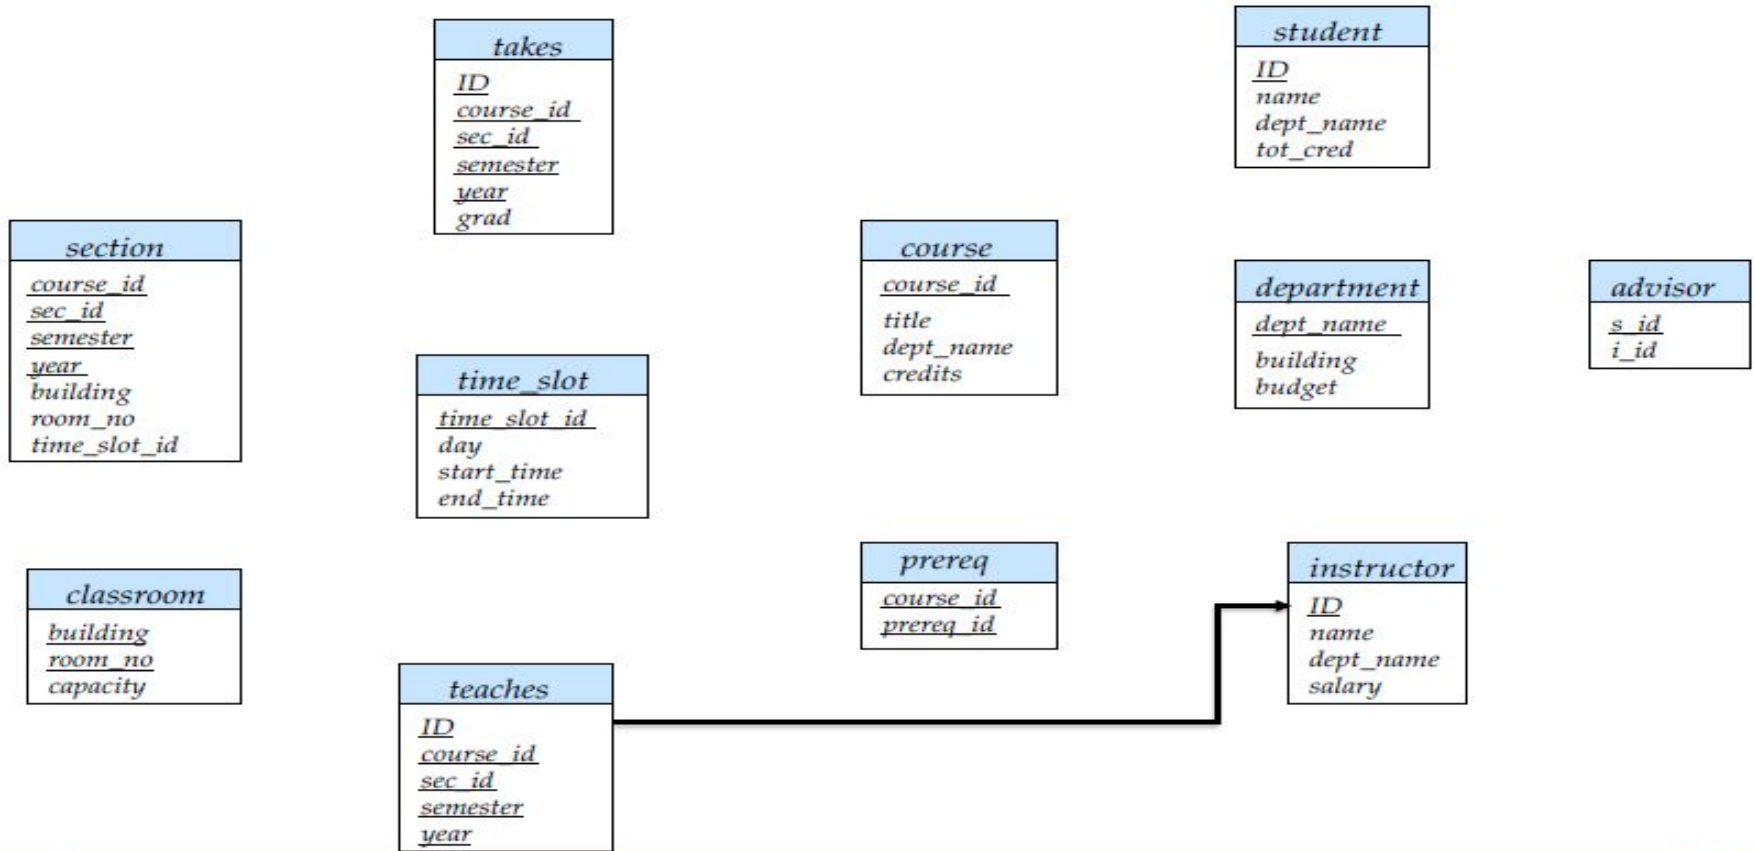 takes
ID
course_id
sec_id
semester
year
grad
student
ID
name
dept_name
tot_cred
section
course_id
sec_id
semester
year
building
room_no
time_slot_id
time_slot
time_slot_id
day
start_time
end_time
course
course_id
title
dept_name
credits
department
dept_name
building
budget
advisor
s_id
i_id
classroom
building
room_no
capacity
teaches
ID
course_id
sec_id
semester
year
prereq
course_id
prereq_id
instructor
ID
name
dept_name
salary